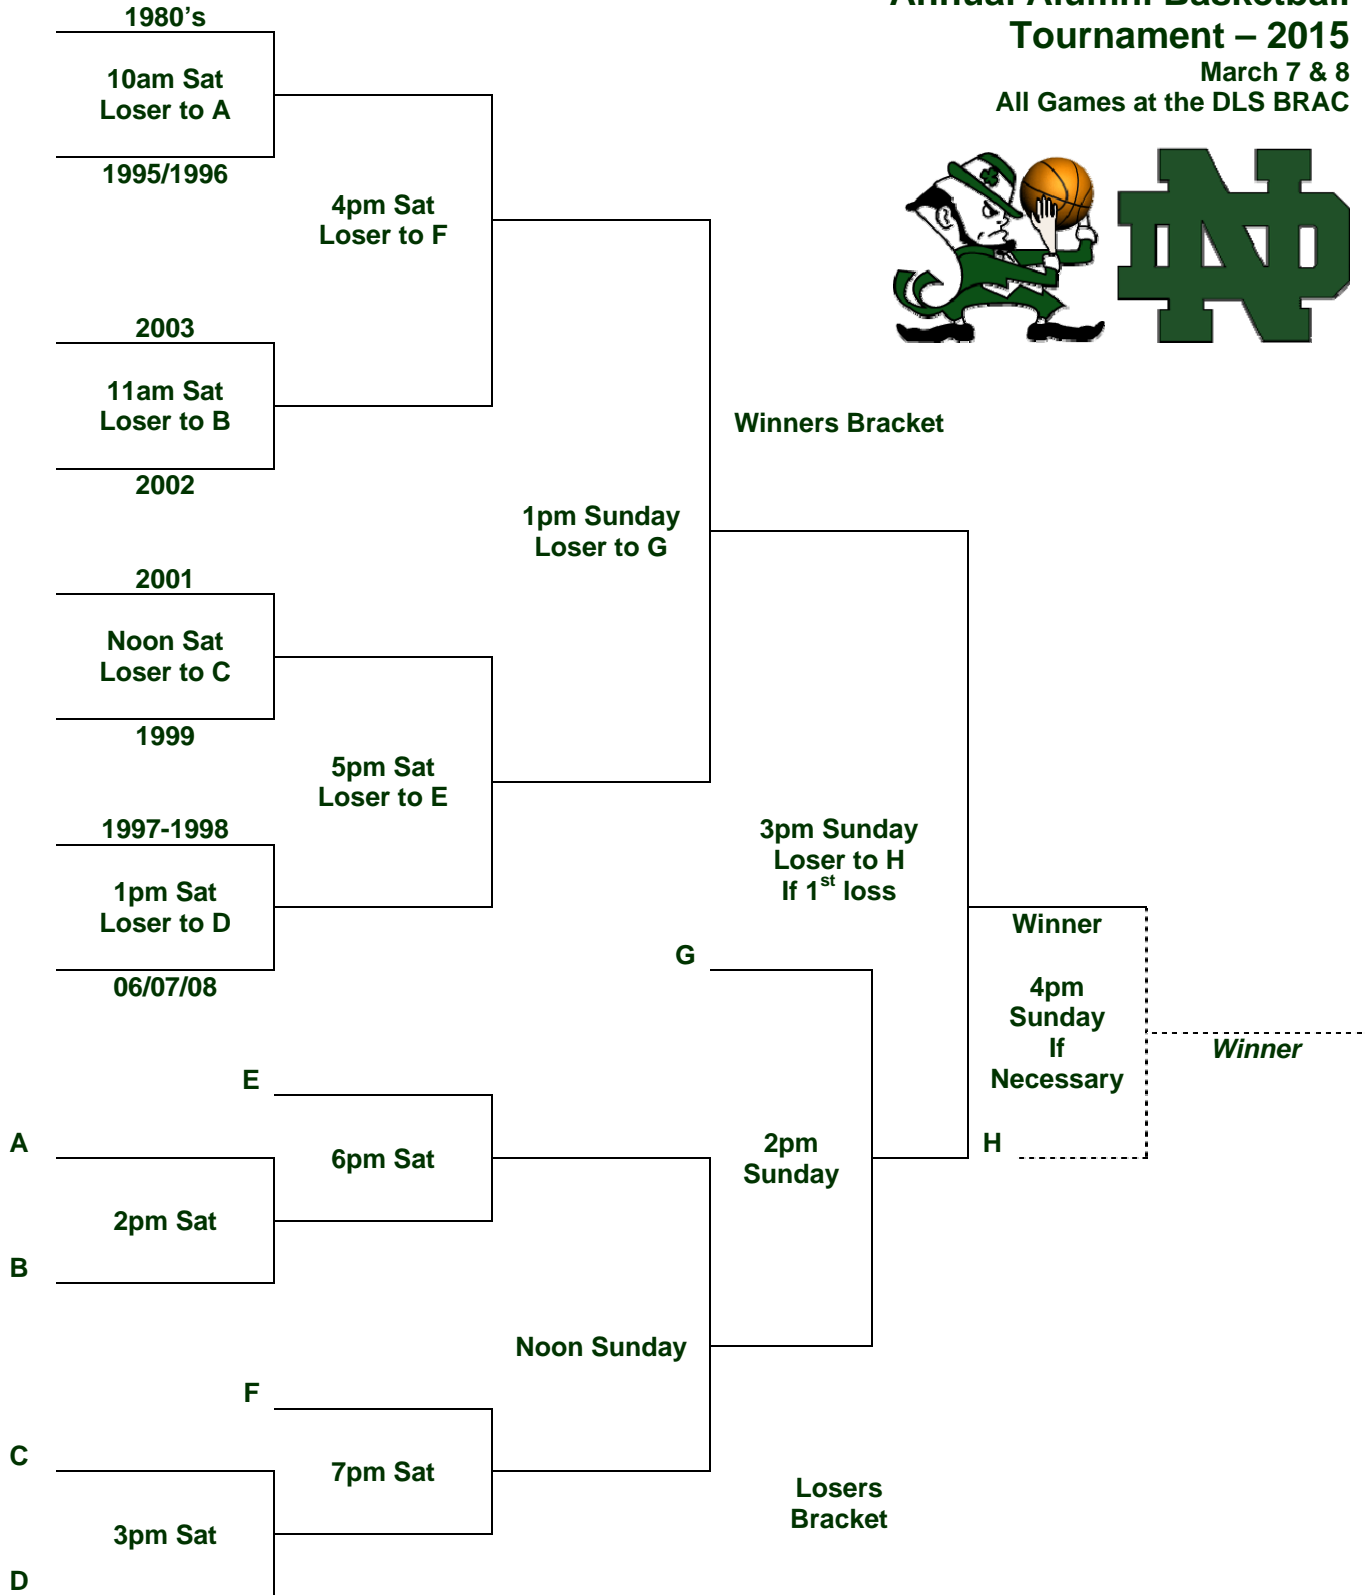 Annual Alumni Basketball
Tournament – 2015
March 7 & 8
All Games at the DLS BRAC
1980's
10am Sat
Loser to A
1995/1996
4pm Sat
Loser to F
2003
11am Sat
Loser to B
2002
Winners Bracket
1pm Sunday
Loser to G
2001
Noon Sat
Loser to C
1999
5pm Sat
Loser to E
1997-1998
1pm Sat
Loser to D
06/07/08
3pm Sunday
Loser to H
If 1st loss
Winner
4pm
Sunday
If
Necessary
Winner
G
E
A
6pm Sat
2pm
Sunday
H
2pm Sat
B
Noon Sunday
F
C
7pm Sat
Losers
Bracket
3pm Sat
D
ND